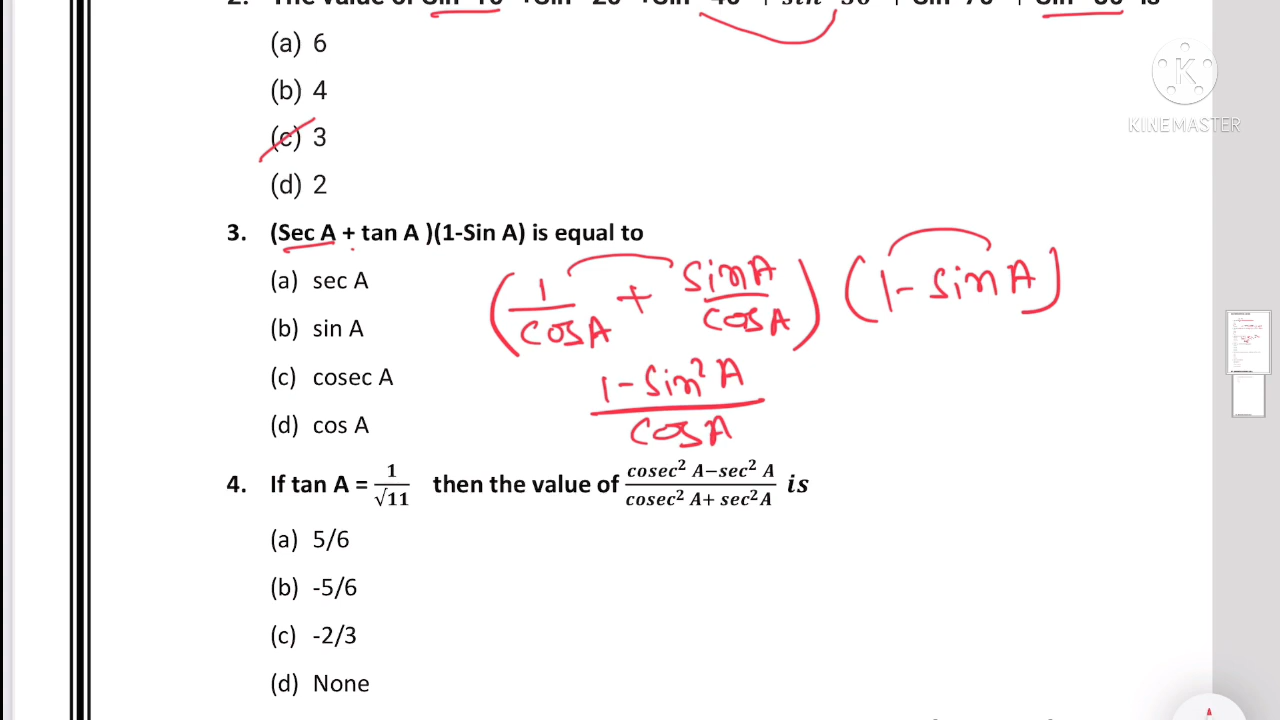 (a) 6
(b) 4
KINEMASTER
(c) 3
(d) 2
3. (Sec A + tan A )(1-Sin A) is equal to
(a) sec A
(1/cosA + sinA/cosA) (1 - sinA)
(b) sin A
(c) cosec A
1 - sin² A / cosA
(d) cos A
4. If tan A = 1/√11 then the value of cosec² A−sec² A / cosec² A+ sec² A is
(a) 5/6
(b) -5/6
(c) -2/3
(d) None